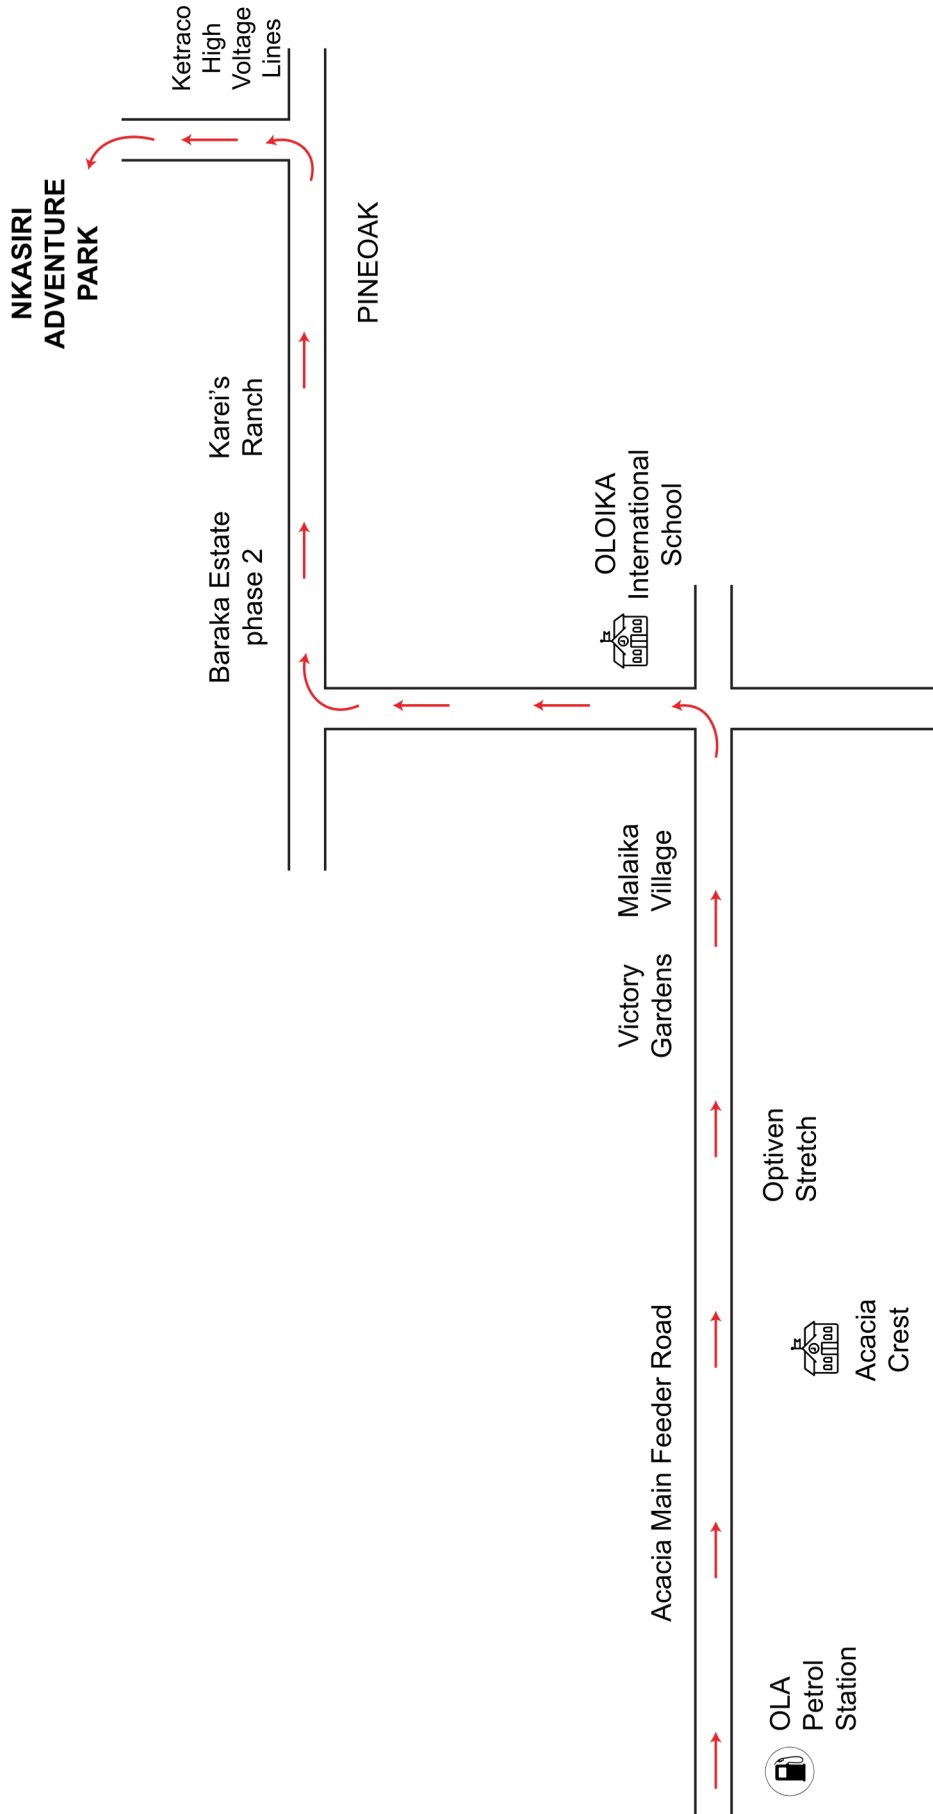 NKASIRI
ADVENTURE
PARK
Ketraco
High
Voltage
Lines
Baraka Estate
phase 2
Karei's
Ranch
PINEOAK
OLOIKA
International
School
Acacia Main Feeder Road
Victory
Gardens
Malaika
Village
OLA
Petrol
Station
Acacia
Crest
Optiven
Stretch